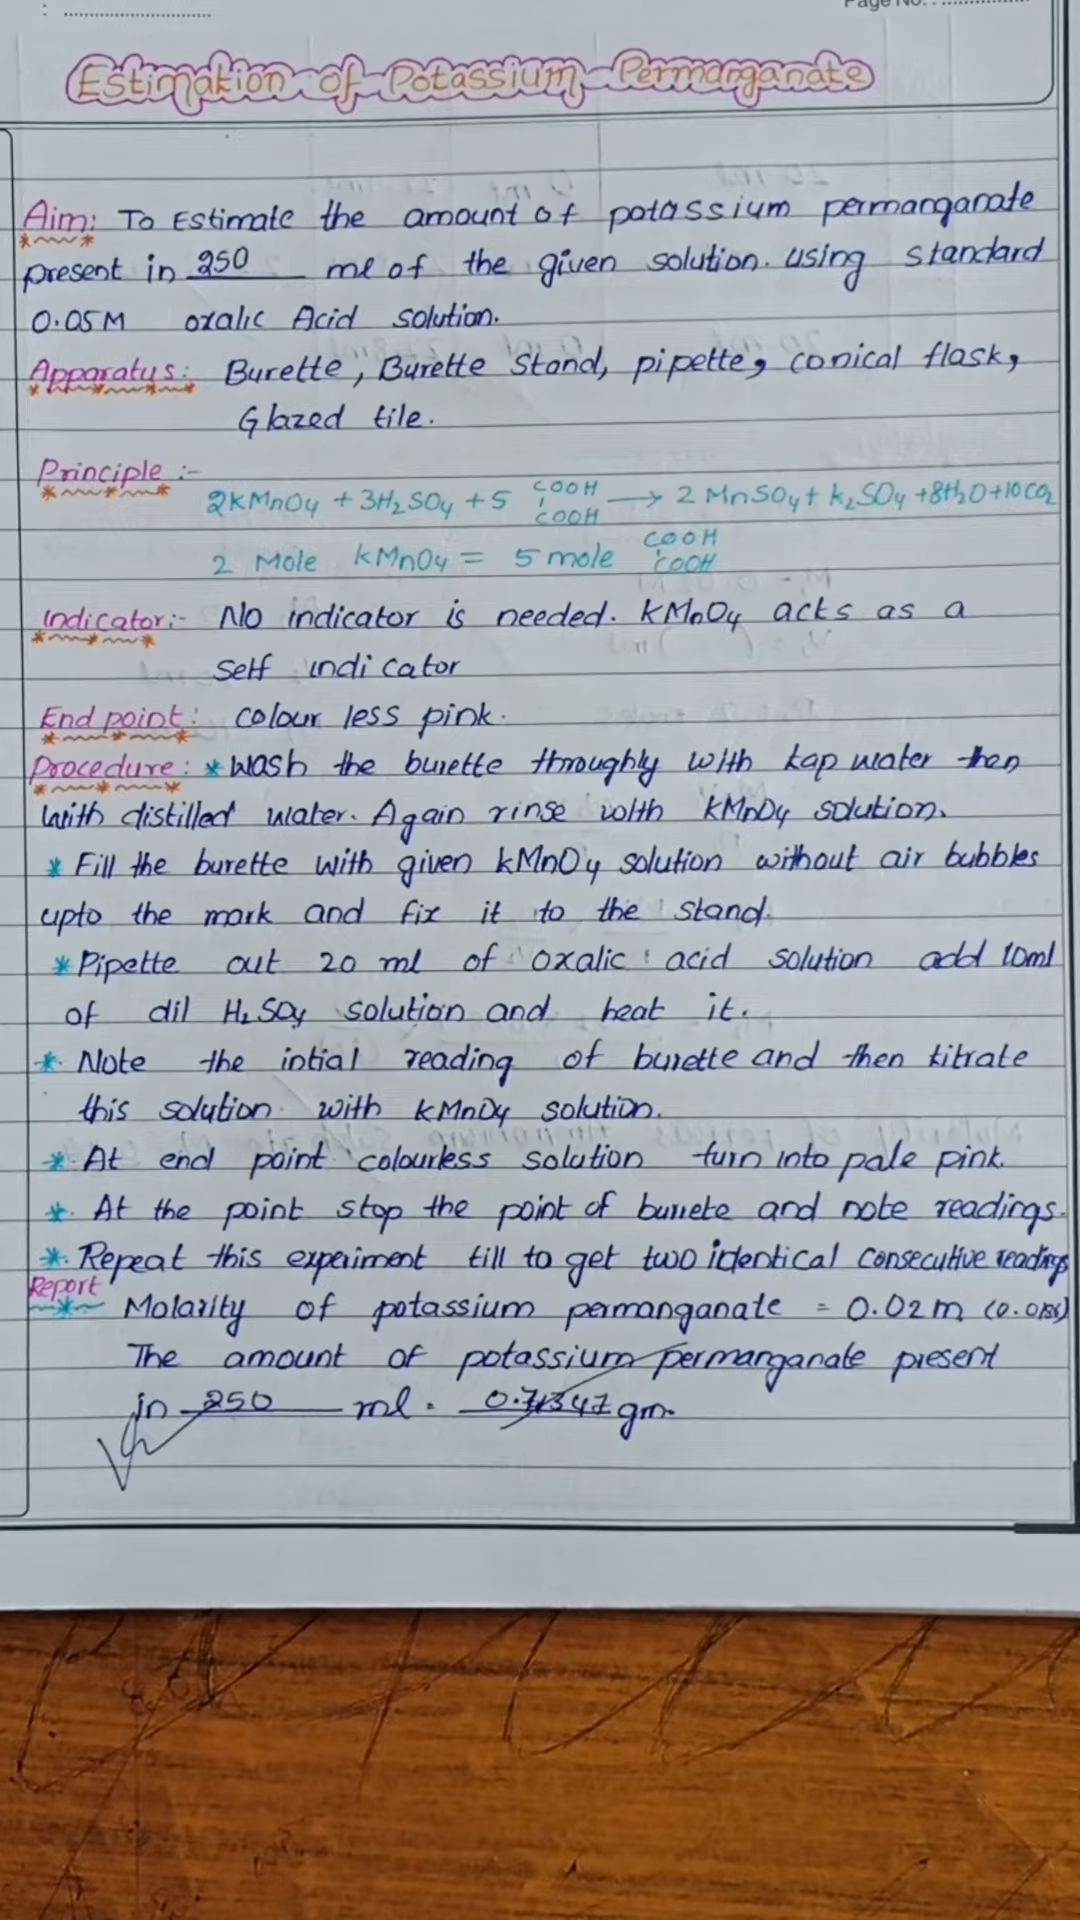 Page No. :
Estimation of Potassium Permanganate
Aim: To Estimate the amount of potassium permanganate
present in 250 ml of the given solution. using standard
0.05M oxalic Acid solution.
Apparatus: Burette, Burette Stand, pipette, conical flask,
Glazed tile.
Principle :-
2KMnO4 + 3H2SO4 + 5 COOH COOH → 2 MnSO4 + K2SO4 + 8H2O + 10CO2
2 Mole KMnO4 = 5 mole COOH COOH
Indicator:- No indicator is needed. KMnO4 acts as a
self indicator
End point: colour less pink.
Procedure: * Wash the burette throughly with tap water then
with distilled water. Again rinse with KMnO4 solution.
* Fill the burette with given KMnO4 solution without air bubbles
upto the mark and fix it to the stand.
* Pipette out 20 ml of oxalic acid solution add 10ml
of dil H2SO4 solution and heat it.
* Note the intial reading of burette and then titrate
this solution. with KMnO4 solution.
* At end point colourless solution turn into pale pink.
* At the point stop the point of burrete and note readings.
* Repeat this experiment till to get two identical consecutive readings
Report
Molarity of potassium permanganate = 0.02m
The amount of potassium permanganate present
in 250 ml. gm.